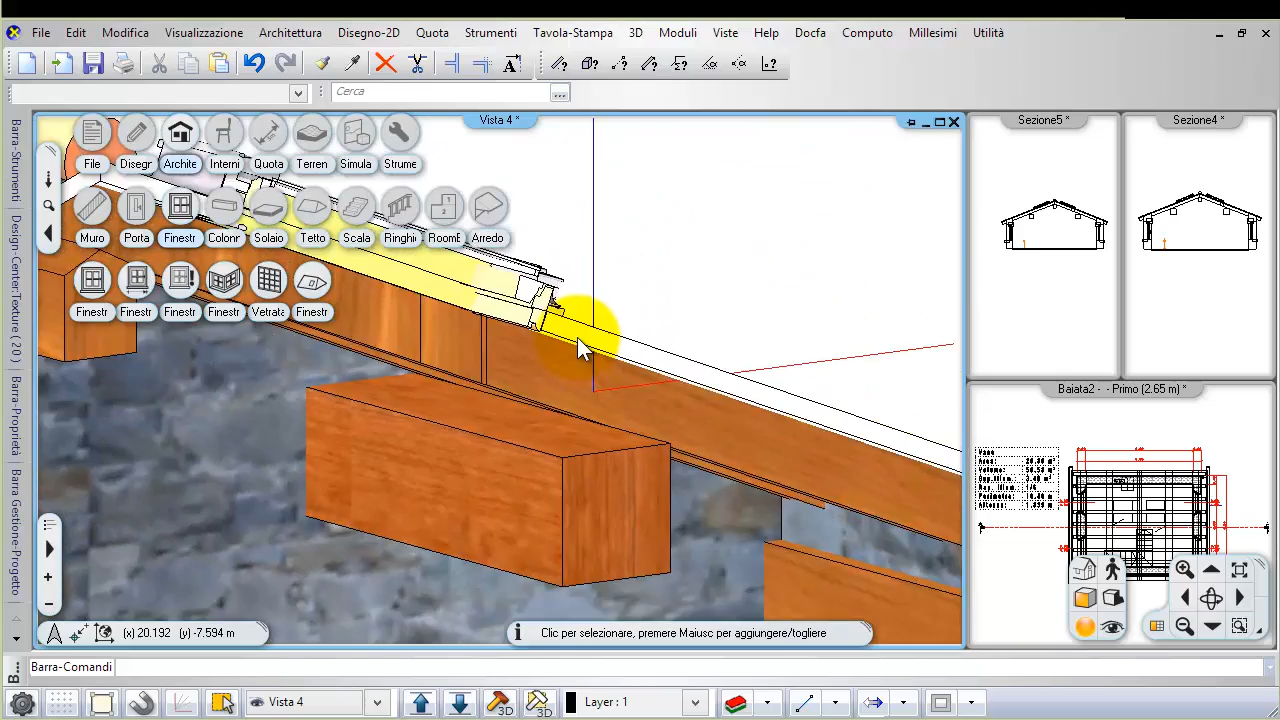 File Edit Modifica Visualizzazione Architettura Disegno-2D Quota Strumenti Tavola-Stampa 3D Moduli Viste Help Docfa Computo Millesimi Utilità
Cerca
...
Vista 4 *
Sezione5 *
Sezione4 *
File Disegr Archite Interni Quota Terren Simula Strume
Muro Porta Finestr Colonr Solaio Tetto Scala Ringhi RoomE Arredo
Finestr Finestr Finestr Finestr Vetrate Finestr
Barra-Strumenti
Design-Center:Texture ( 20 )
Barra-Proprietà
Barra Gestione-Progetto
Baiata2 - - Primo (2.65 m) *
(x) 20.192 (y) -7.594 m
Clic per selezionare, premere Maiusc per aggiungere/togliere
Barra-Comandi
Vista 4
3D
3D
Layer : 1